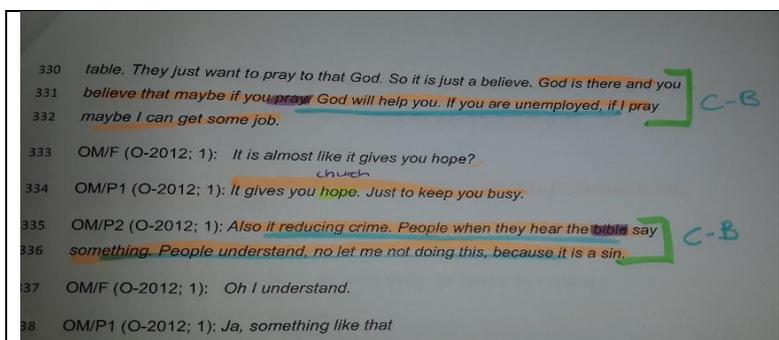 330 table. They just want to pray to that God. So it is just a believe. God is there and you
331 believe that maybe if you pray, God will help you. If you are unemployed, if I pray
332 maybe I can get some job.
C-B
333 OM/F (O-2012; 1): It is almost like it gives you hope?
church
334 OM/P1 (O-2012; 1): It gives you hope. Just to keep you busy.
335 OM/P2 (O-2012; 1): Also it reducing crime. People when they hear the bible say
336 something. People understand, no let me not doing this, because it is a sin.
C-B
37 OM/F (O-2012; 1): Oh I understand.
38 OM/P1 (O-2012; 1): Ja, something like that